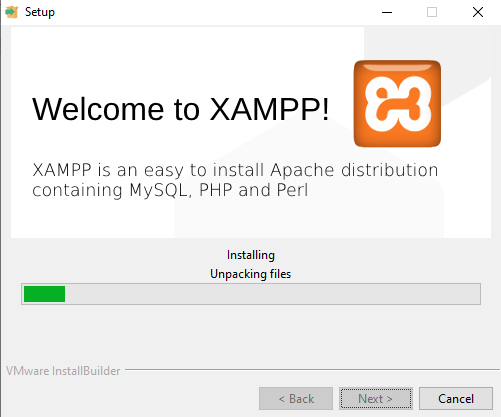 Setup
Welcome to XAMPP!
XAMPP is an easy to install Apache distribution
containing MySQL, PHP and Perl
Installing
Unpacking files
VMware InstallBuilder
< Back
Next >
Cancel